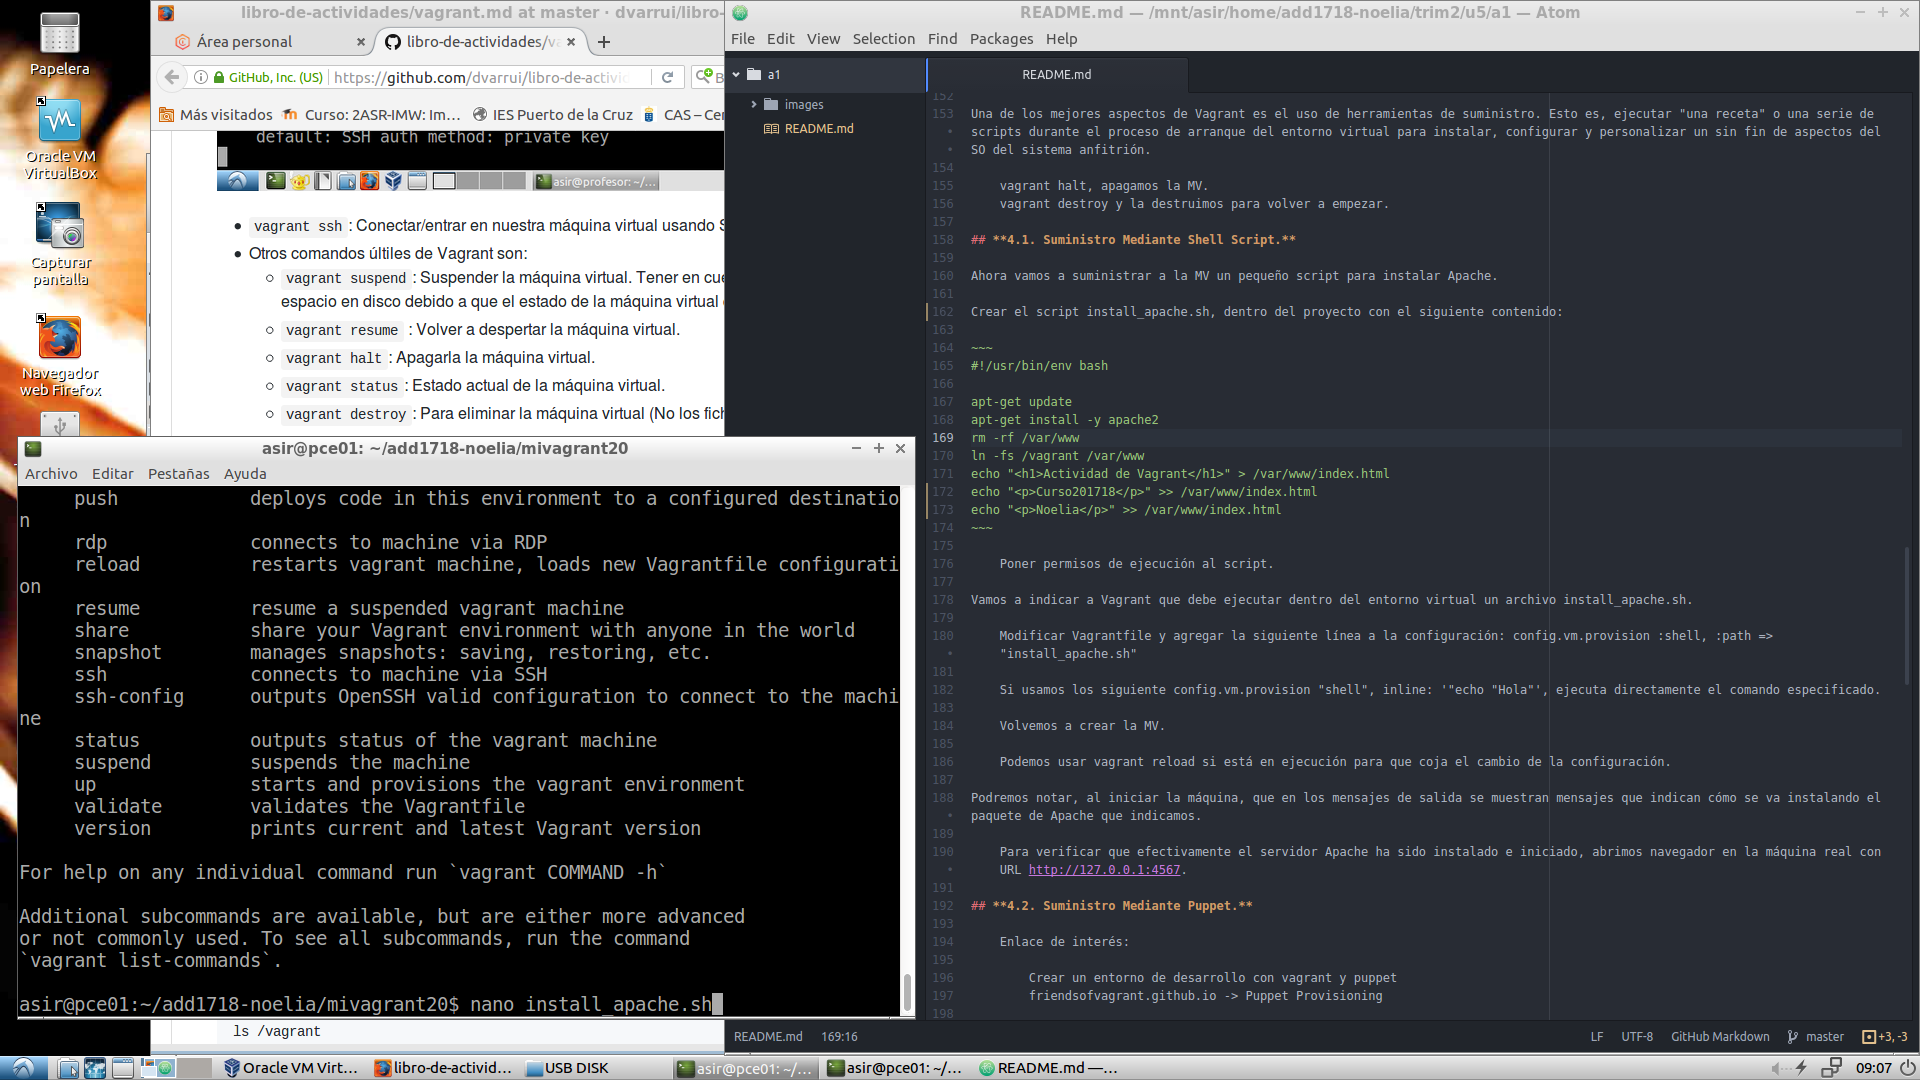 Papelera
Oracle VM
VirtualBox
Capturar
pantalla
Navegador
web Firefox
libro-de-actividades/vagrant.md at master · dvarrui/libro-
Área personal
libro-de-actividades/va
GitHub, Inc. (US)
https://github.com/dvarrui/libro-de-activid
Más visitados
Curso: 2ASR-IMW: Im...
IES Puerto de la Cruz
CAS – Cer
default: SSH auth method: private key
asir@profesor: ~/...
vagrant ssh : Conectar/entrar en nuestra máquina virtual usando S
Otros comandos últiles de Vagrant son:
vagrant suspend : Suspender la máquina virtual. Tener en cue
espacio en disco debido a que el estado de la máquina virtual
vagrant resume : Volver a despertar la máquina virtual.
vagrant halt : Apagarla la máquina virtual.
vagrant status : Estado actual de la máquina virtual.
vagrant destroy : Para eliminar la máquina virtual (No los fich
asir@pce01: ~/add1718-noelia/mivagrant20
Archivo Editar Pestañas Ayuda
push deploys code in this environment to a configured destinatio
n
rdp connects to machine via RDP
reload restarts vagrant machine, loads new Vagrantfile configurati
on
resume resume a suspended vagrant machine
share share your Vagrant environment with anyone in the world
snapshot manages snapshots: saving, restoring, etc.
ssh connects to machine via SSH
ssh-config outputs OpenSSH valid configuration to connect to the machi
ne
status outputs status of the vagrant machine
suspend suspends the machine
up starts and provisions the vagrant environment
validate validates the Vagrantfile
version prints current and latest Vagrant version
For help on any individual command run `vagrant COMMAND -h`
Additional subcommands are available, but are either more advanced
or not commonly used. To see all subcommands, run the command
`vagrant list-commands`.
asir@pce01:~/add1718-noelia/mivagrant20$ nano install_apache.sh
ls /vagrant
README.md — /mnt/asir/home/add1718-noelia/trim2/u5/a1 — Atom
File Edit View Selection Find Packages Help
a1
images
README.md
README.md
152
153 Una de los mejores aspectos de Vagrant es el uso de herramientas de suministro. Esto es, ejecutar "una receta" o una serie de
scripts durante el proceso de arranque del entorno virtual para instalar, configurar y personalizar un sin fin de aspectos del
SO del sistema anfitrión.
154
155 vagrant halt, apagamos la MV.
156 vagrant destroy y la destruimos para volver a empezar.
157
158 ## **4.1. Suministro Mediante Shell Script.**
159
160 Ahora vamos a suministrar a la MV un pequeño script para instalar Apache.
161
162 Crear el script install_apache.sh, dentro del proyecto con el siguiente contenido:
163
164 ~~~
165 #!/usr/bin/env bash
166
167 apt-get update
168 apt-get install -y apache2
169 rm -rf /var/www
170 ln -fs /vagrant /var/www
171 echo "<h1>Actividad de Vagrant</h1>" > /var/www/index.html
172 echo "<p>Curso201718</p>" >> /var/www/index.html
173 echo "<p>Noelia</p>" >> /var/www/index.html
174 ~~~
175
176 Poner permisos de ejecución al script.
177
178 Vamos a indicar a Vagrant que debe ejecutar dentro del entorno virtual un archivo install_apache.sh.
179
180 Modificar Vagrantfile y agregar la siguiente línea a la configuración: config.vm.provision :shell, :path =>
"install_apache.sh"
181
182 Si usamos los siguiente config.vm.provision "shell", inline: '"echo "Hola"', ejecuta directamente el comando especificado.
183
184 Volvemos a crear la MV.
185
186 Podemos usar vagrant reload si está en ejecución para que coja el cambio de la configuración.
187
188 Podremos notar, al iniciar la máquina, que en los mensajes de salida se muestran mensajes que indican cómo se va instalando el
paquete de Apache que indicamos.
189
190 Para verificar que efectivamente el servidor Apache ha sido instalado e iniciado, abrimos navegador en la máquina real con
URL http://127.0.0.1:4567.
191
192 ## **4.2. Suministro Mediante Puppet.**
193
194 Enlace de interés:
195
196 Crear un entorno de desarrollo con vagrant y puppet
197 friendsofvagrant.github.io -> Puppet Provisioning
198
README.md 169:16 LF UTF-8 GitHub Markdown master +3, -3
Oracle VM Virt...
libro-de-activid...
USB DISK
asir@pce01: ~/...
asir@pce01: ~/...
README.md —...
09:07